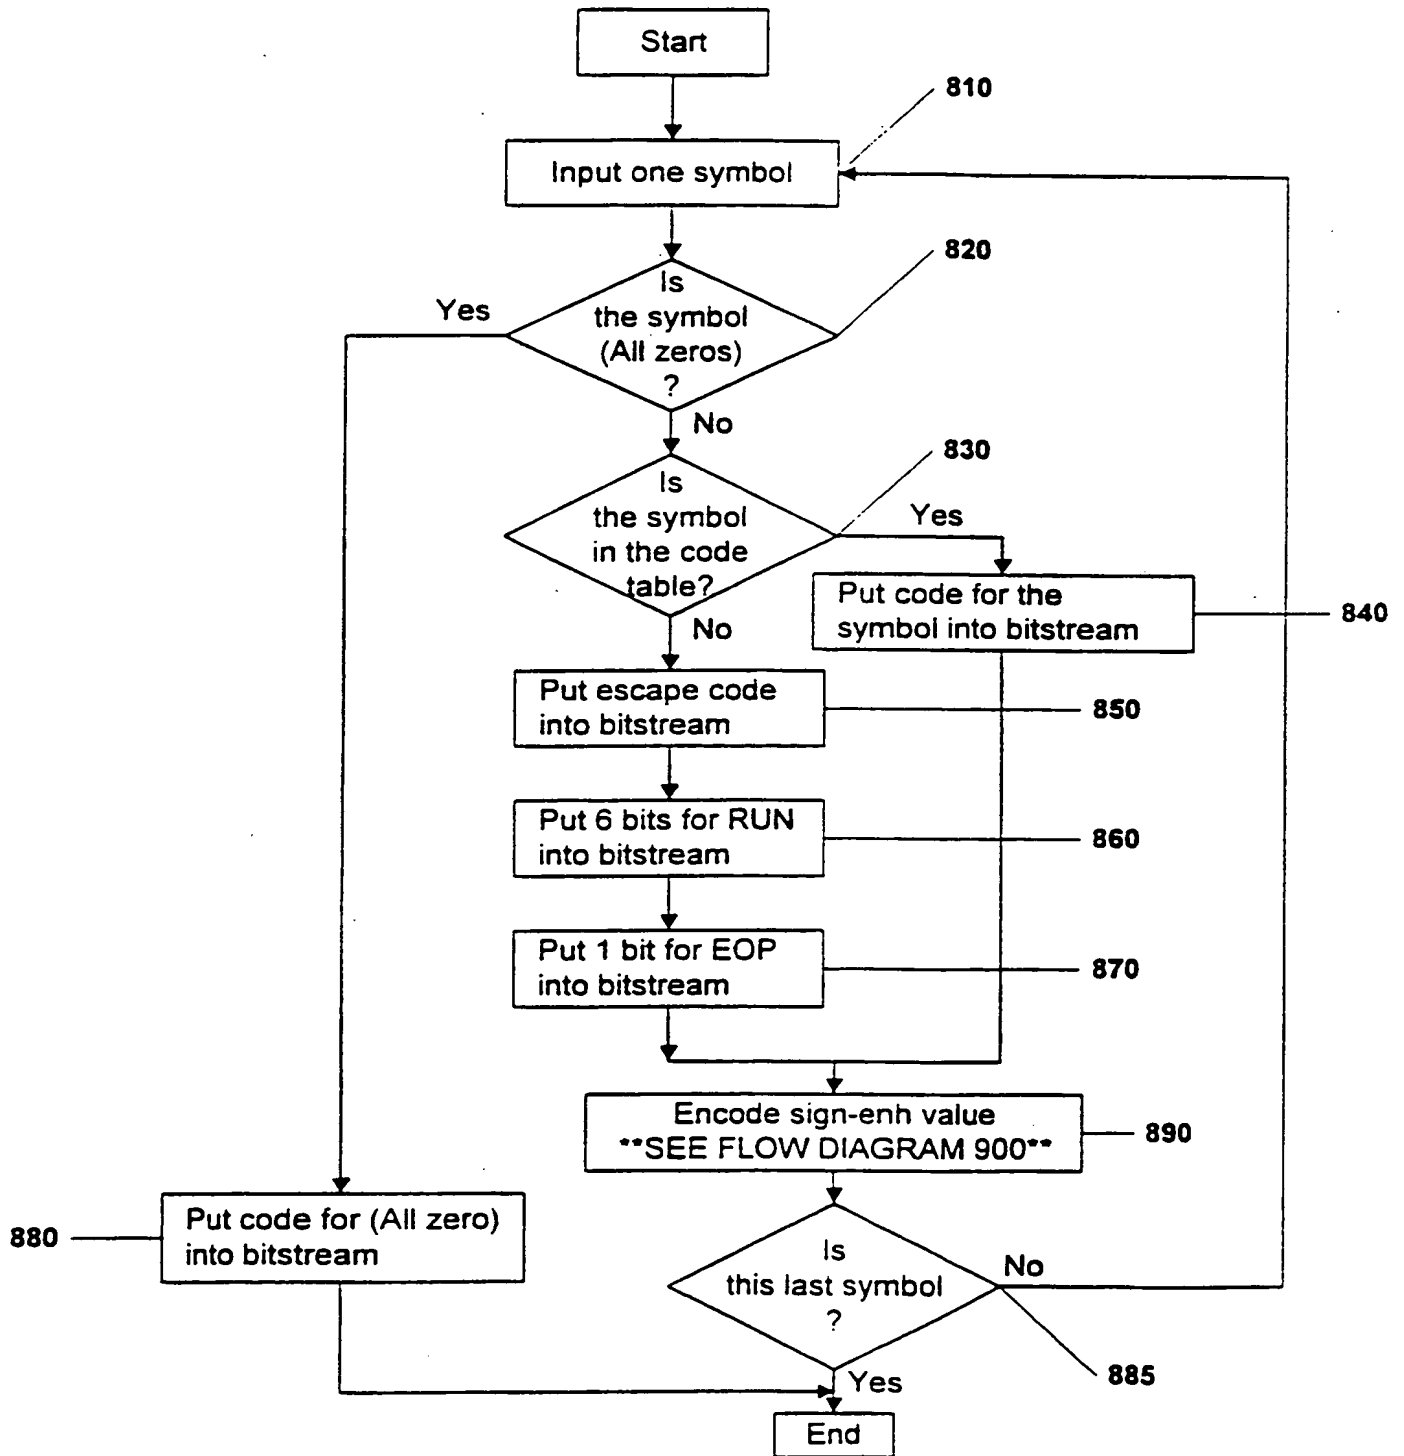 Start
810
Input one symbol
820
Yes
Is
the symbol
(All zeros)
?
No
830
Is
the symbol
in the code
table?
Yes
No
Put code for the
symbol into bitstream
840
Put escape code
into bitstream
850
Put 6 bits for RUN
into bitstream
860
Put 1 bit for EOP
into bitstream
870
Encode sign-enh value
**SEE FLOW DIAGRAM 900**
890
880
Put code for (All zero)
into bitstream
Is
this last symbol
?
No
885
Yes
End